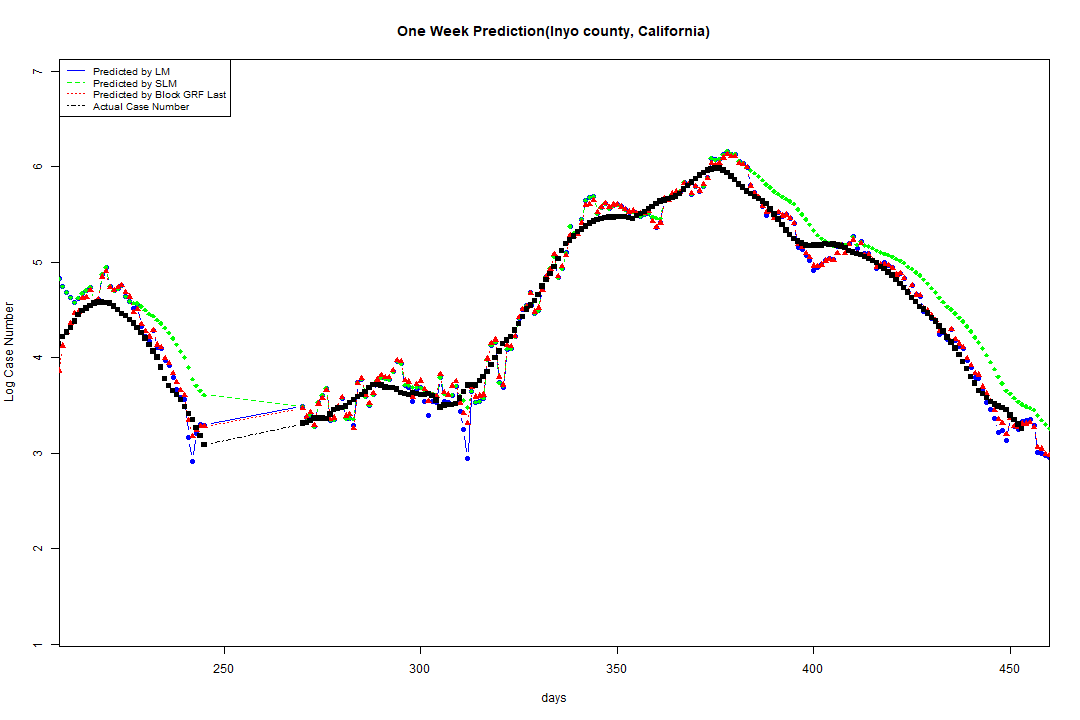 One Week Prediction(Inyo county, California)
Predicted by LM
Predicted by SLM
Predicted by Block GRF Last
Actual Case Number
7
6
5
4
3
2
1
Log Case Number
250 300 350 400 450
days